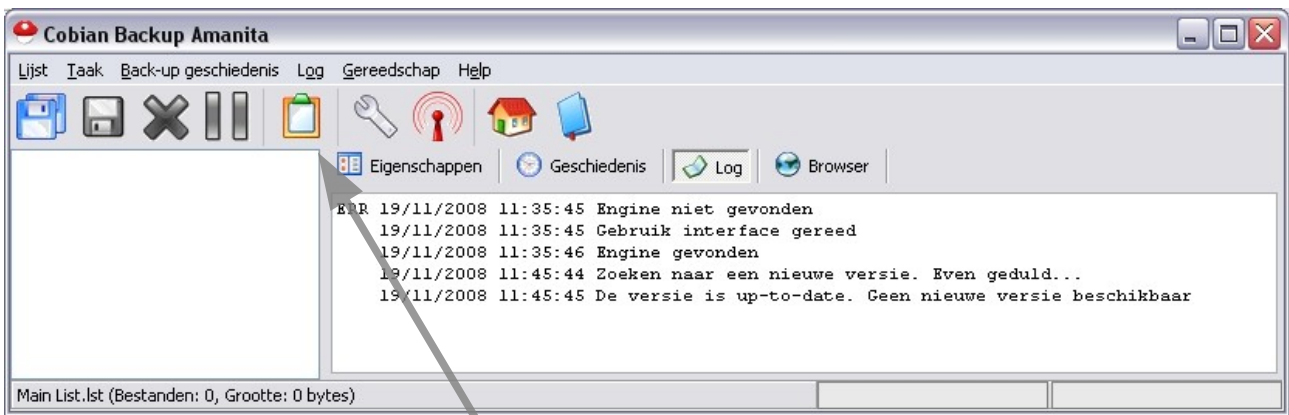 Cobian Backup Amanita
Lijst Taak Back-up geschiedenis Log Gereedschap Help
Eigenschappen Geschiedenis Log Browser
ERR 19/11/2008 11:35:45 Engine niet gevonden
19/11/2008 11:35:45 Gebruik interface gereed
19/11/2008 11:35:46 Engine gevonden
19/11/2008 11:45:44 Zoeken naar een nieuwe versie. Even geduld...
19/11/2008 11:45:45 De versie is up-to-date. Geen nieuwe versie beschikbaar
Main List.lst (Bestanden: 0, Grootte: 0 bytes)